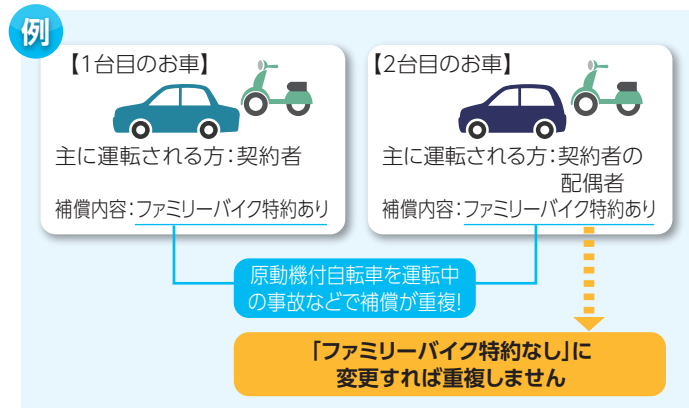 例
【1台目のお車】
主に運転される方：契約者
補償内容：ファミリーバイク特約あり
【2台目のお車】
主に運転される方：契約者の
配偶者
補償内容：ファミリーバイク特約あり
原動機付自転車を運転中
の事故などで補償が重複!
「ファミリーバイク特約なし」に
変更すれば重複しません